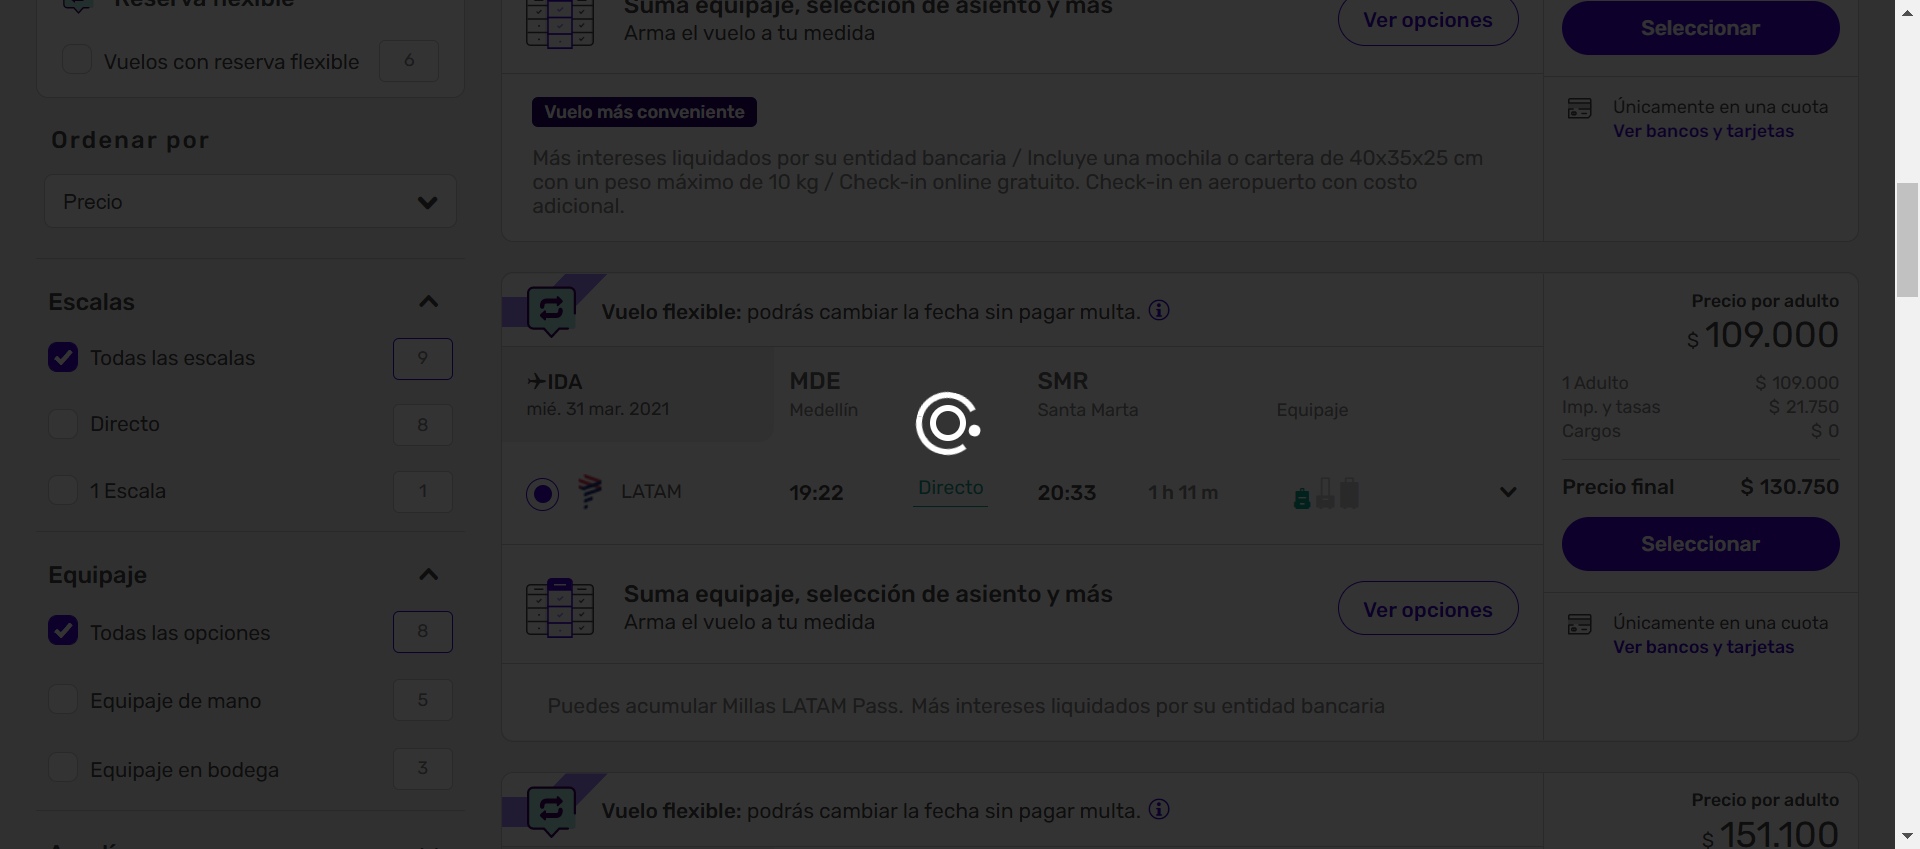 Reserva flexible
Vuelos con reserva flexible 6
Ordenar por
Precio
Escalas
Todas las escalas 9
Directo 8
1 Escala 1
Equipaje
Todas las opciones 8
Equipaje de mano 5
Equipaje en bodega 3
Suma equipaje, selección de asiento y más
Arma el vuelo a tu medida
Ver opciones
Seleccionar
Vuelo más conveniente
Más intereses liquidados por su entidad bancaria / Incluye una mochila o cartera de 40x35x25 cm
con un peso máximo de 10 kg / Check-in online gratuito. Check-in en aeropuerto con costo
adicional.
Únicamente en una cuota
Ver bancos y tarjetas
Vuelo flexible: podrás cambiar la fecha sin pagar multa.
IDA MDE SMR
mié. 31 mar. 2021 Medellín Santa Marta Equipaje
LATAM 19:22 Directo 20:33 1 h 11 m
Suma equipaje, selección de asiento y más
Arma el vuelo a tu medida
Ver opciones
Puedes acumular Millas LATAM Pass. Más intereses liquidados por su entidad bancaria
Precio por adulto
$ 109.000
1 Adulto $ 109.000
Imp. y tasas $ 21.750
Cargos $ 0
Precio final $ 130.750
Seleccionar
Únicamente en una cuota
Ver bancos y tarjetas
Vuelo flexible: podrás cambiar la fecha sin pagar multa.
Precio por adulto
$ 151.100